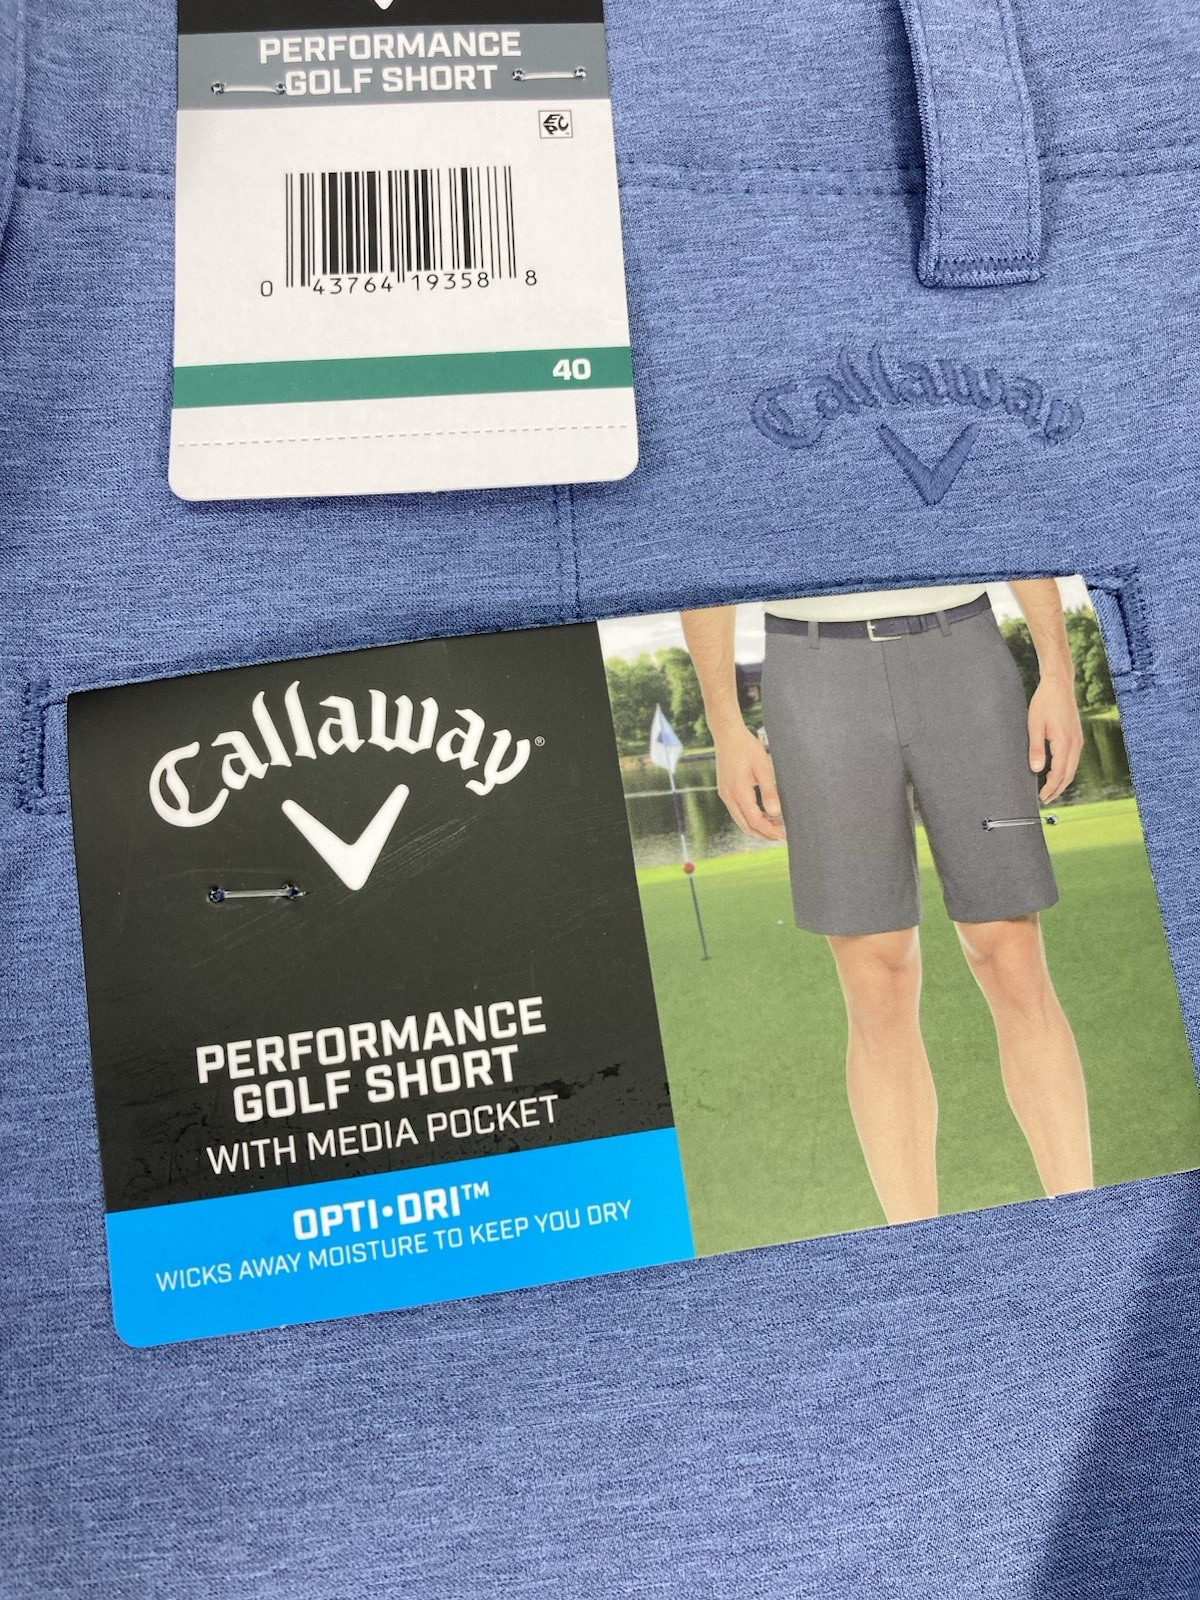 PERFORMANCE
GOLF SHORT
EPC
0 43764 19358 8
40
Callaway
Callaway®
PERFORMANCE
GOLF SHORT
WITH MEDIA POCKET
OPTI•DRI™
WICKS AWAY MOISTURE TO KEEP YOU DRY